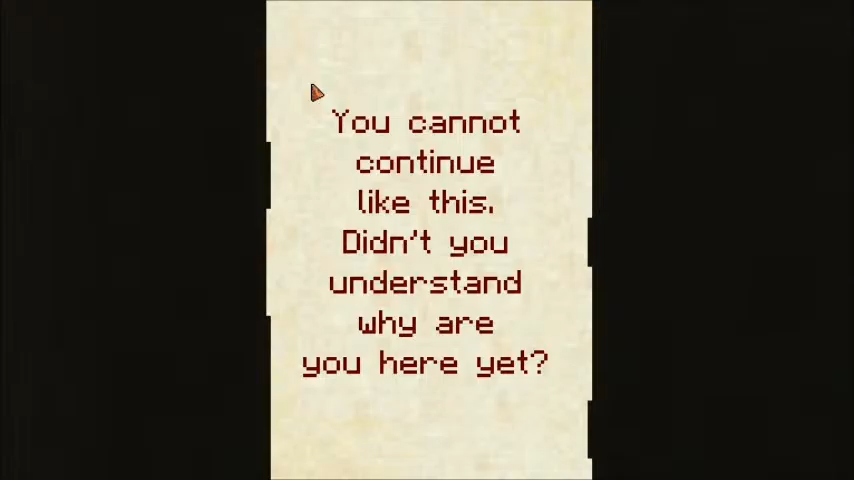 You cannot
continue
like this.
Didn't you
understand
why are
you here yet?